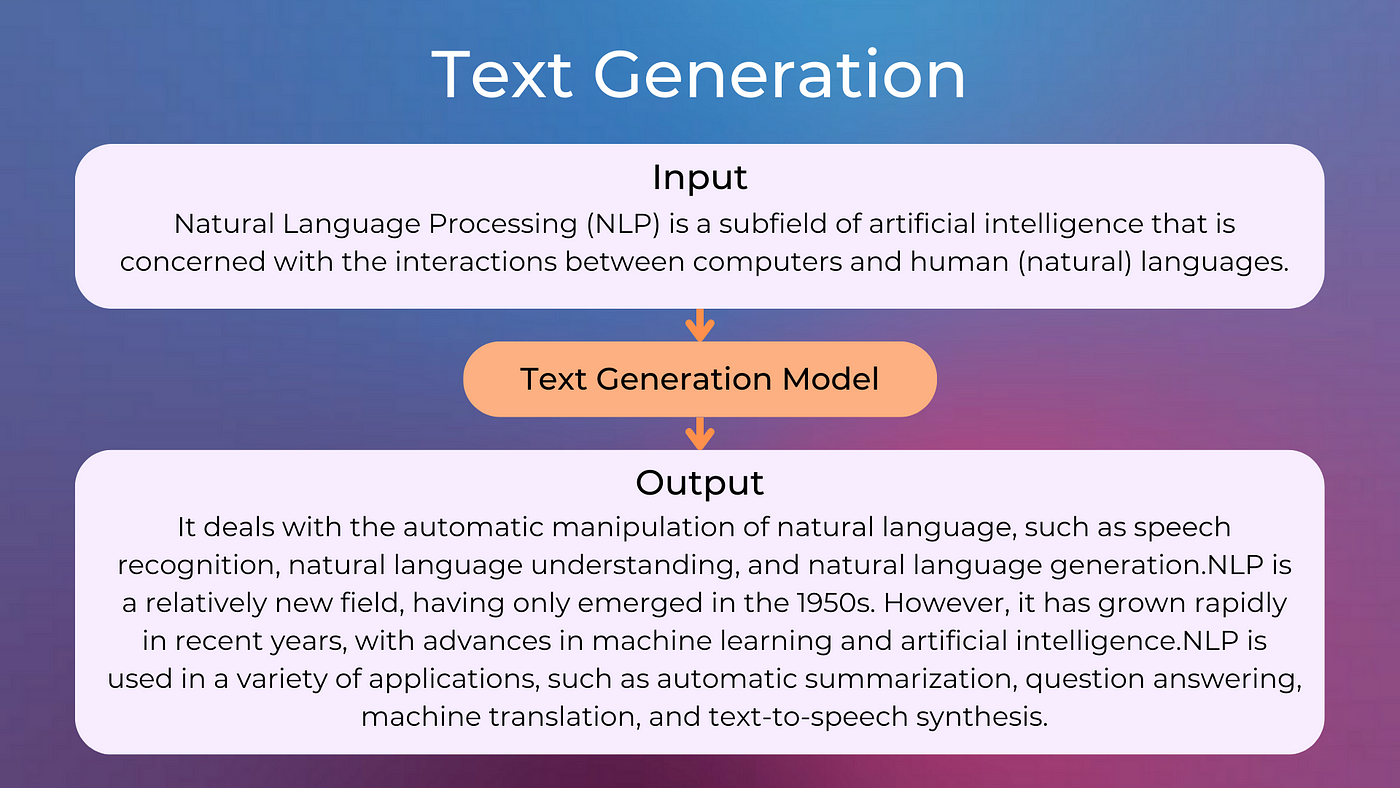 Text Generation
Input
Natural Language Processing (NLP) is a subfield of artificial intelligence that is
concerned with the interactions between computers and human (natural) languages.
Text Generation Model
Output
It deals with the automatic manipulation of natural language, such as speech
recognition, natural language understanding, and natural language generation.NLP is
a relatively new field, having only emerged in the 1950s. However, it has grown rapidly
in recent years, with advances in machine learning and artificial intelligence.NLP is
used in a variety of applications, such as automatic summarization, question answering,
machine translation, and text-to-speech synthesis.